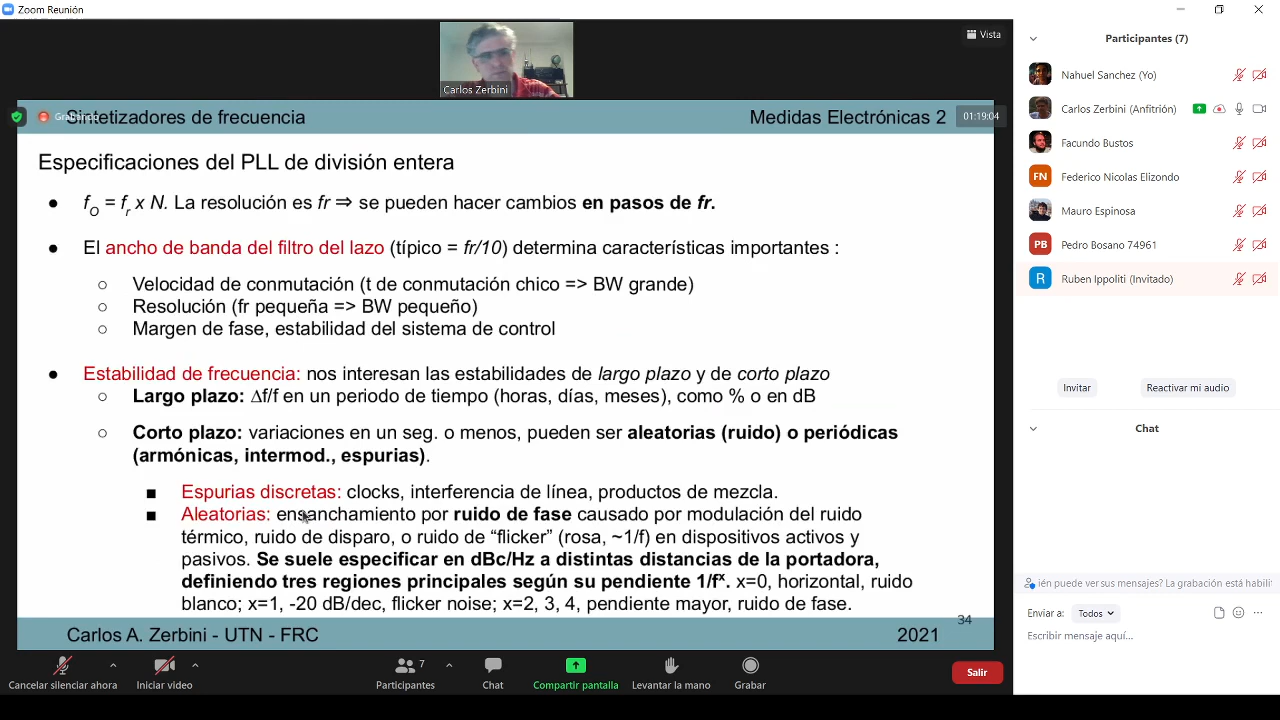 Zoom Reunión
Vista
Carlos Zerbini
Sintetizadores de frecuencia
Medidas Electrónicas 2
01:19:04
Especificaciones del PLL de división entera
● fO = fr x N. La resolución es fr ⇒ se pueden hacer cambios en pasos de fr.
● El ancho de banda del filtro del lazo (típico = fr/10) determina características importantes :
○ Velocidad de conmutación (t de conmutación chico => BW grande)
○ Resolución (fr pequeña => BW pequeño)
○ Margen de fase, estabilidad del sistema de control
● Estabilidad de frecuencia: nos interesan las estabilidades de largo plazo y de corto plazo
○ Largo plazo: Δf/f en un periodo de tiempo (horas, días, meses), como % o en dB
○ Corto plazo: variaciones en un seg. o menos, pueden ser aleatorias (ruido) o periódicas
(armónicas, intermod., espurias).
■ Espurias discretas: clocks, interferencia de línea, productos de mezcla.
■ Aleatorias: ensanchamiento por ruido de fase causado por modulación del ruido
térmico, ruido de disparo, o ruido de “flicker” (rosa, ~1/f) en dispositivos activos y
pasivos. Se suele especificar en dBc/Hz a distintas distancias de la portadora,
definiendo tres regiones principales según su pendiente 1/fˣ. x=0, horizontal, ruido
blanco; x=1, -20 dB/dec, flicker noise; x=2, 3, 4, pendiente mayor, ruido de fase.
34
Carlos A. Zerbini - UTN - FRC
2021
Cancelar silenciar ahora
Iniciar video
7
Participantes
Chat
Compartir pantalla
Levantar la mano
Grabar
Salir
Participantes (7)
Nahuel Sanchez (Yo)
Carlos Zerbini (Anfitrión)
Facundo Bustos
FN Federico Nicolas Elizondo
Mauro Espinosa
PB Pedro Bosano 74961
R Ruben Ippoliti (Invitado)
Invitar
Reactivar mi audio
Chat
ién puede ver sus mensajes? La grabación está habilit
Enviar a: Todos
Escribir mensaje aquí...